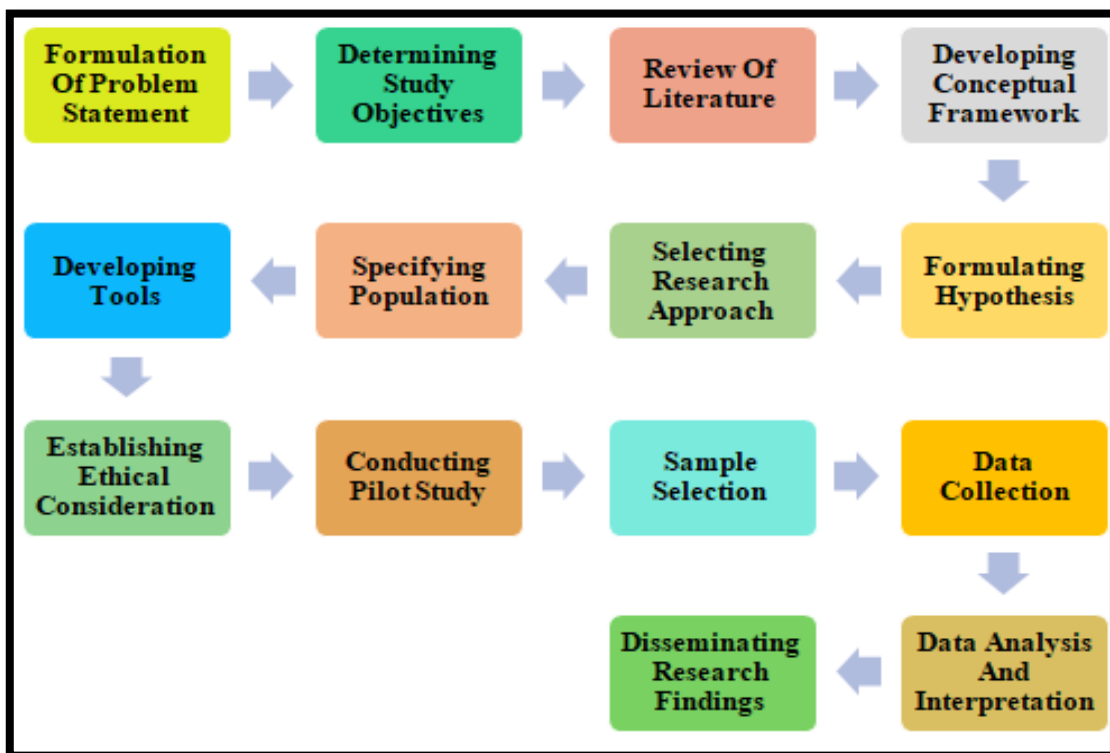 Formulation
Of Problem
Statement
Determining
Study
Objectives
Review Of
Literature
Developing
Conceptual
Framework
Formulating
Hypothesis
Selecting
Research
Approach
Specifying
Population
Developing
Tools
Establishing
Ethical
Consideration
Conducting
Pilot Study
Sample
Selection
Data
Collection
Data Analysis
And
Interpretation
Disseminating
Research
Findings